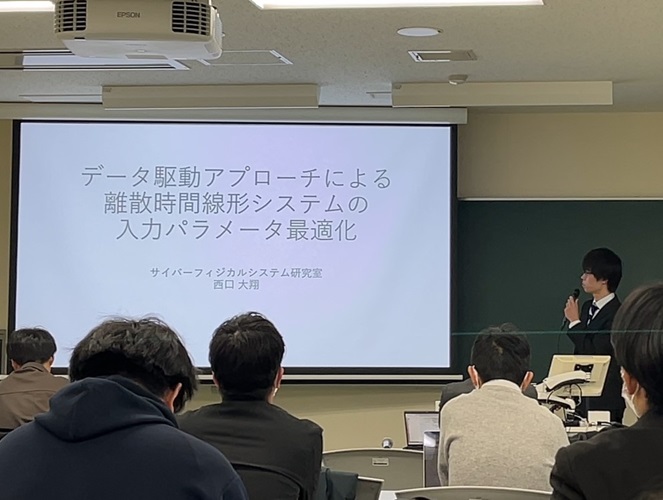 EPSON
データ駆動アプローチによる
離散時間線形システムの
入力パラメータ最適化
サイバーフィジカルシステム研究室
西口 大翔